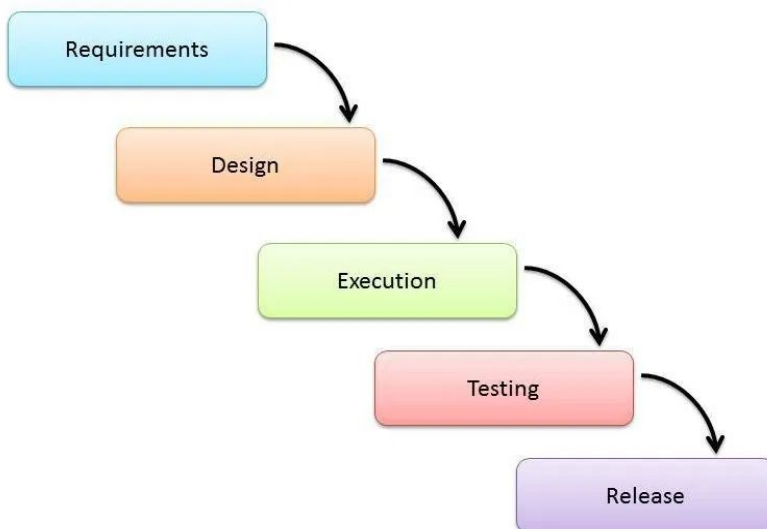 Requirements
Design
Execution
Testing
Release